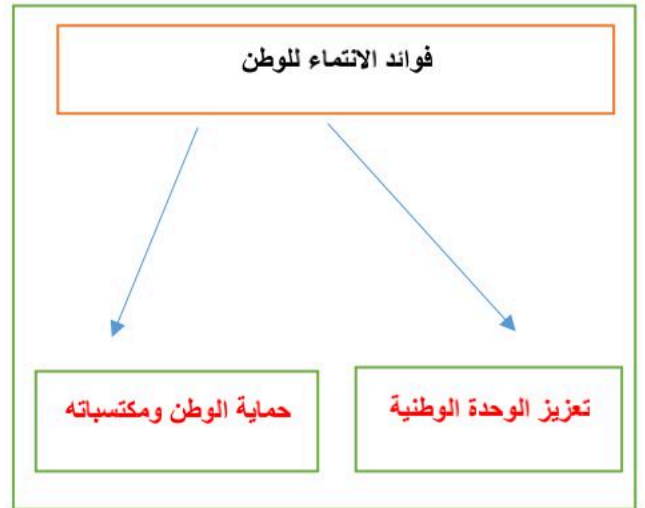 فوائد الانتماء للوطن
تعزيز الوحدة الوطنية
حماية الوطن ومكتسباته